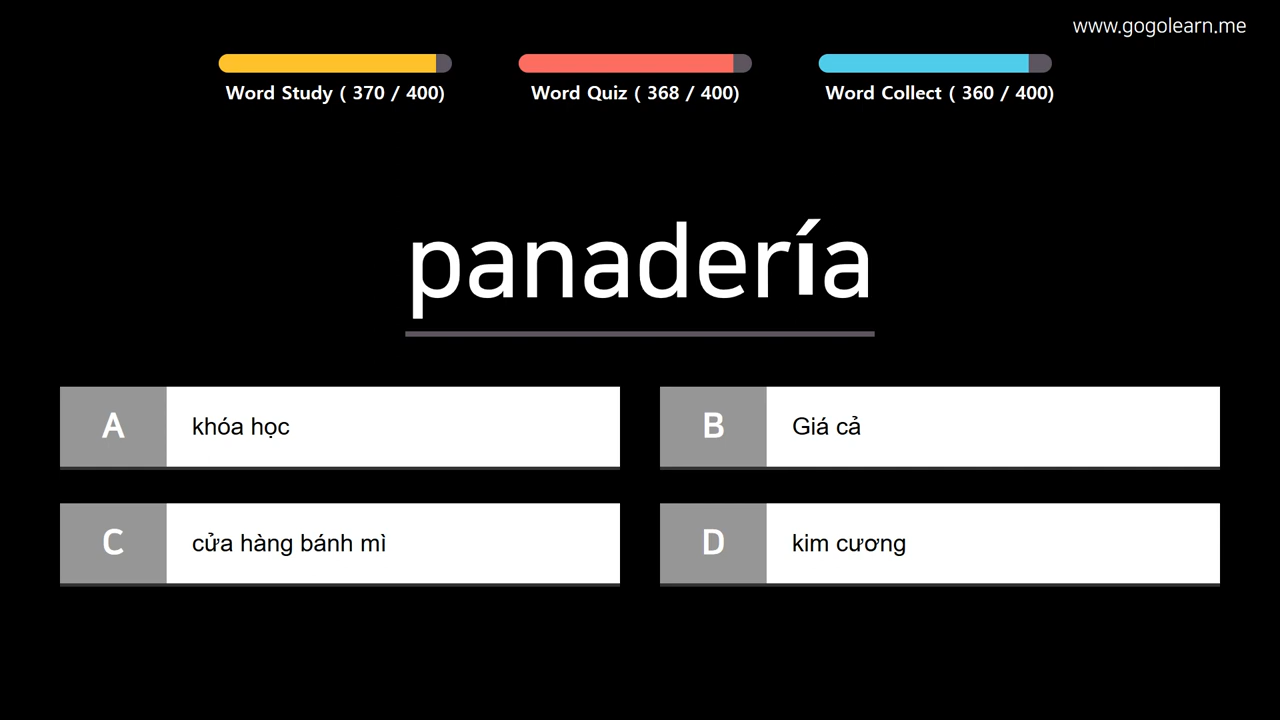 www.gogolearn.me
Word Study ( 370 / 400)
Word Quiz ( 368 / 400)
Word Collect ( 360 / 400)
panadería
A khóa học
B Giá cả
C cửa hàng bánh mì
D kim cương